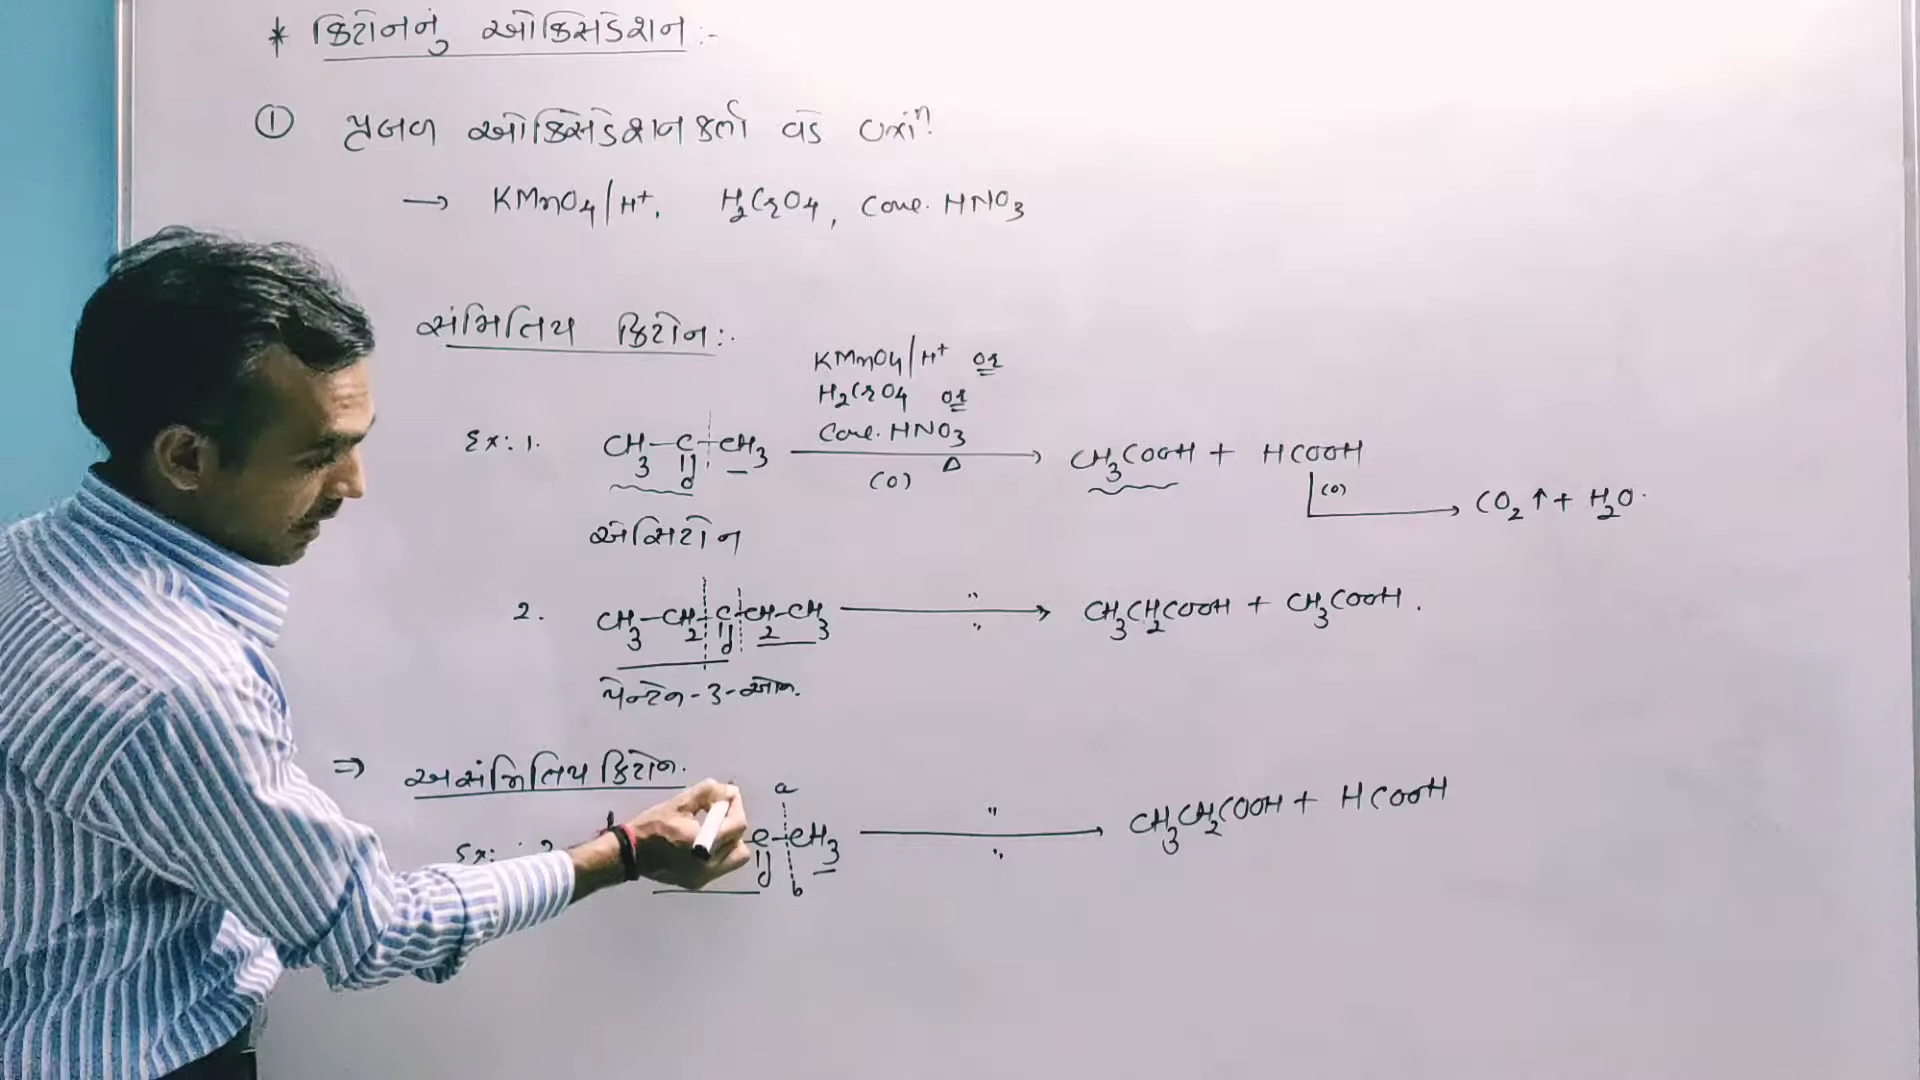 * કિટોનનું ઓક્સિડેશન :-
① પ્રબળ ઓક્સિડેશનકર્તા વડે oxiⁿ.
→ KMnO4/H⁺, H₂CrO4, Conc. HNO3
સંમિતિય કિટોન :-
KMnO4/H⁺ or
H₂CrO4 or
Conc. HNO3
Ex: 1. CH₃–C–CH₃ → CH₃COOH + HCOOH
|| O (O) Δ
(O) → CO₂ ↑ + H₂O.
એસિટોન
2. CH₃–CH₂–C–CH₂–CH₃ —"→ CH₃CH₂COOH + CH₃COOH.
|| O "
પેન્ટેન-3-ઓન.
⇒ અસંમિતિય કિટોન.
a
Ex: C–CH₃ —"→ CH₃CH₂COOH + HCOOH
|| O "
b